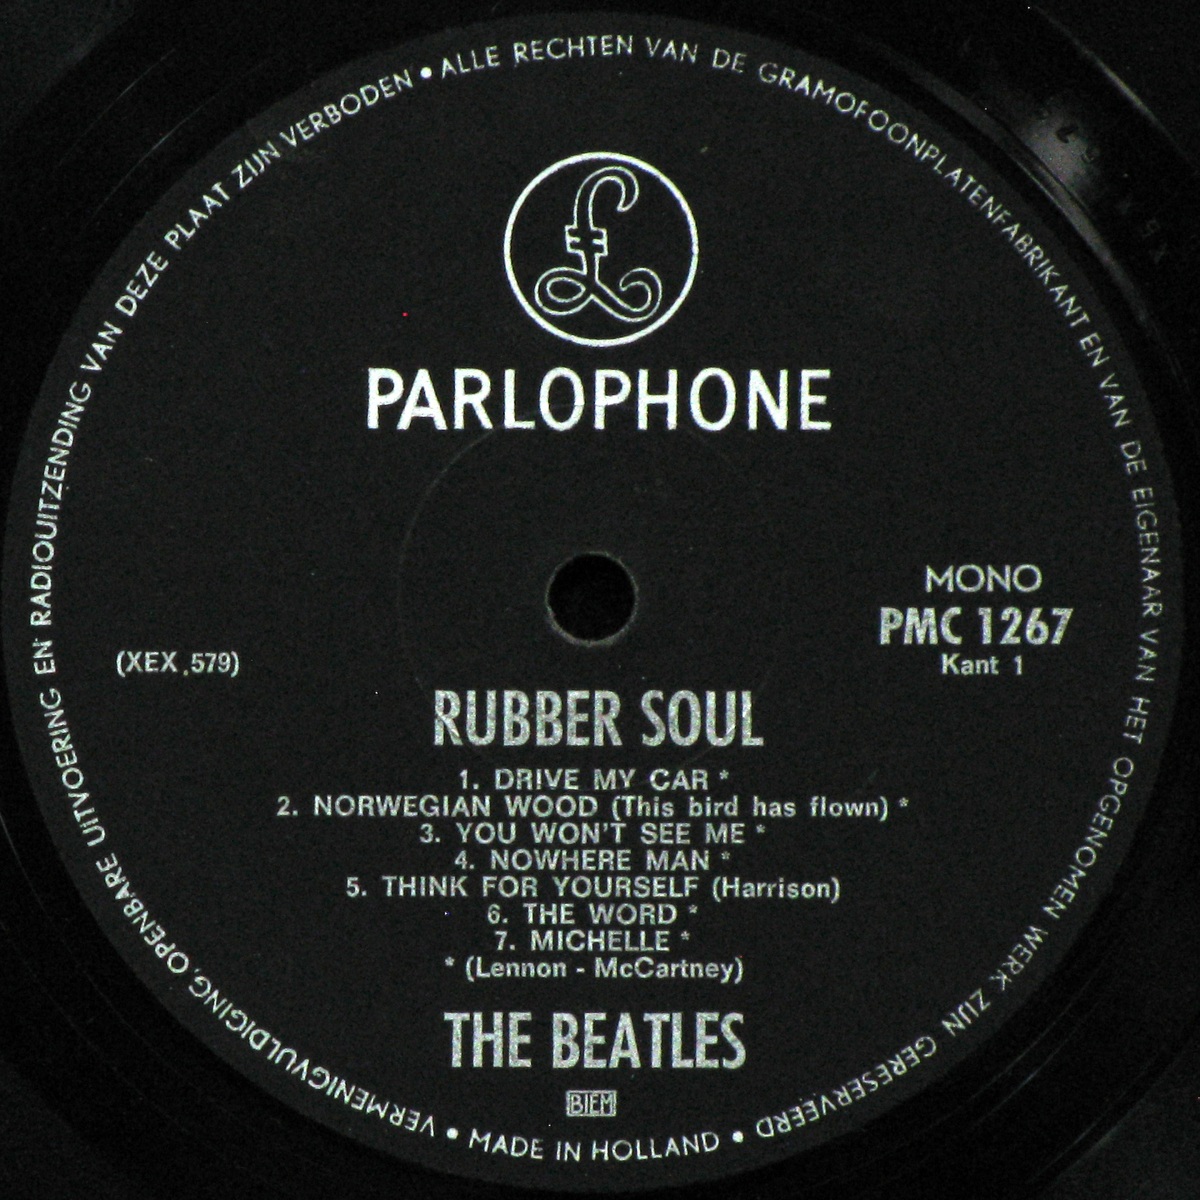 ALLE RECHTEN VAN DE GRAMOFOONPLATENFABRIKANT EN VAN DE EIGENAAR VAN HET OPGENOMEN WERK ZIJN GERESERVEERD • MADE IN HOLLAND • VERMENIGVULDIGING, OPENBARE UITVOERING EN RADIOUITZENDING VAN DEZE PLAAT ZIJN VERBODEN •
£
PARLOPHONE
MONO
PMC 1267
Kant 1
(XEX.579)
RUBBER SOUL
1. DRIVE MY CAR *
2. NORWEGIAN WOOD (This bird has flown) *
3. YOU WON'T SEE ME *
4. NOWHERE MAN *
5. THINK FOR YOURSELF (Harrison)
6. THE WORD *
7. MICHELLE *
* (Lennon - McCartney)
THE BEATLES
BIEM